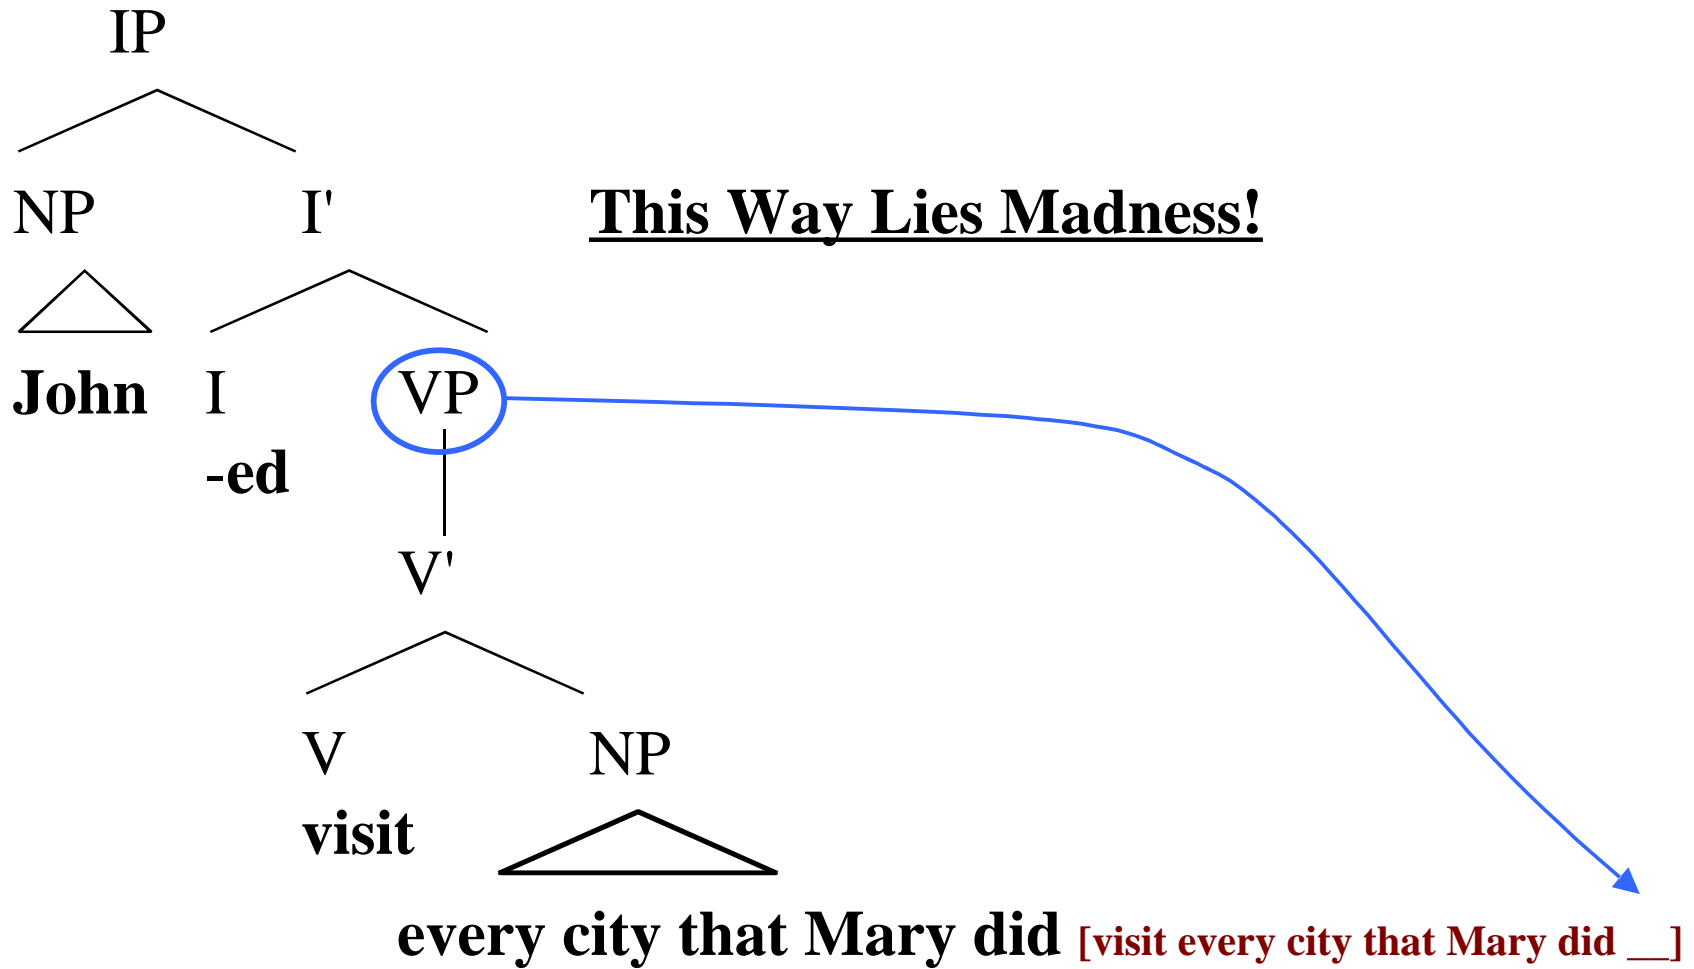 IP
NP I' This Way Lies Madness!
John I VP
-ed
V'
V NP
visit
every city that Mary did [visit every city that Mary did __]